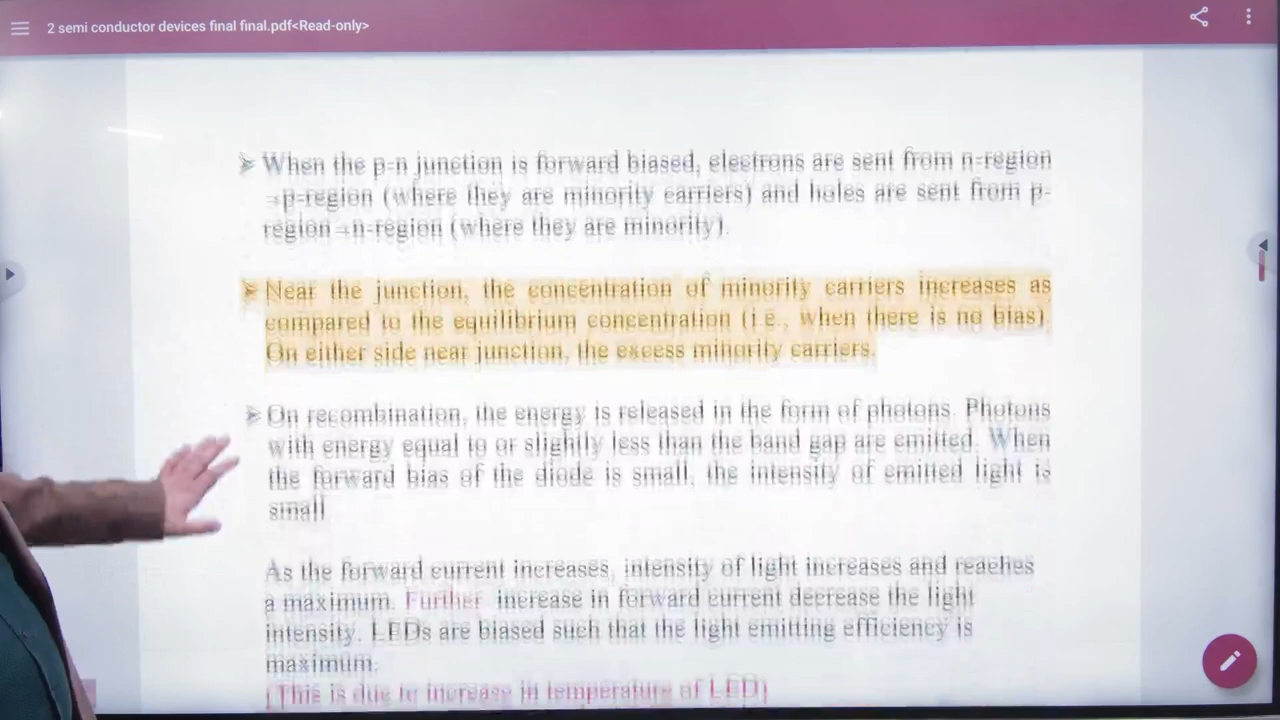 2 semi conductor devices final final.pdf<Read-only>
➢ When the p-n junction is forward biased, electrons are sent from n-region
→p-region (where they are minority carriers) and holes are sent from p-
region→n-region (where they are minority).
➢ Near the junction, the concentration of minority carriers increases as
compared to the equilibrium concentration (i.e., when there is no bias)
On either side near junction, the excess minority carriers.
➢ On recombination, the energy is released in the form of photons. Photons
with energy equal to or slightly less than the band gap are emitted. When
the forward bias of the diode is small, the intensity of emitted light is
small
As the forward current increases, intensity of light increases and reaches
a maximum. Further increase in forward current decrease the light
intensity. LEDs are biased such that the light emitting efficiency is
maximum.
(This is due to increase in temperature of LED)